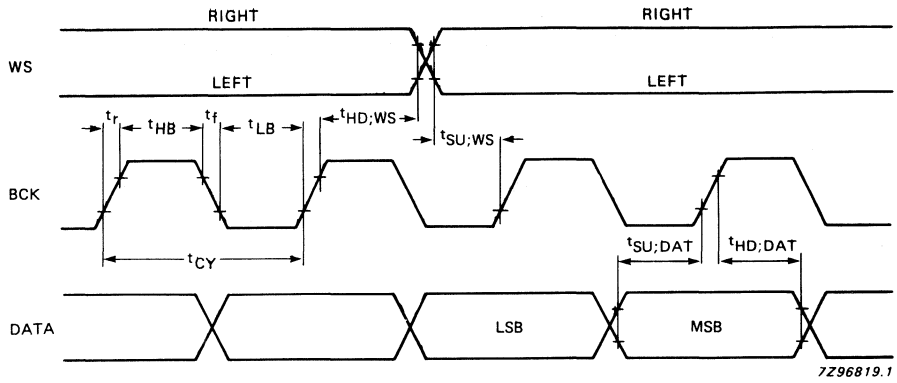 RIGHT RIGHT
WS
LEFT LEFT
tr tHB tf tLB tHD;WS
tSU;WS
BCK
tSU;DAT tHD;DAT
tCY
DATA LSB MSB
7Z96819.1